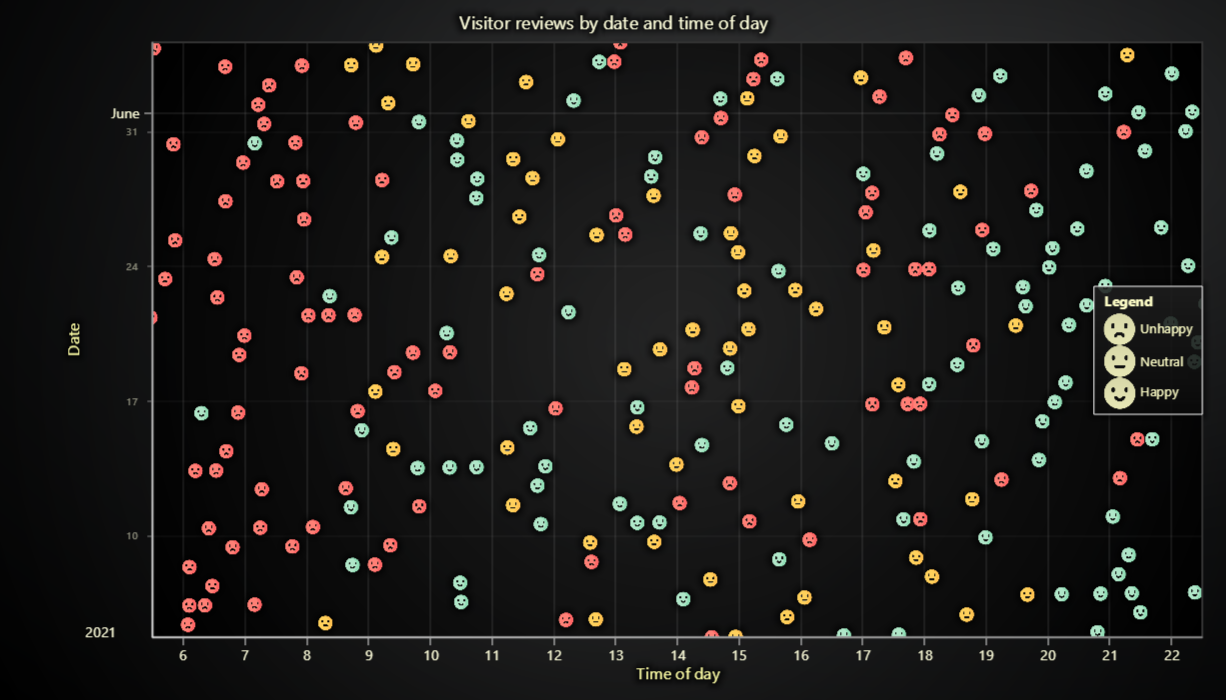 Visitor reviews by date and time of day
June
31
24
17
10
2021
Date
Legend
Unhappy
Neutral
Happy
6 7 8 9 10 11 12 13 14 15 16 17 18 19 20 21 22
Time of day